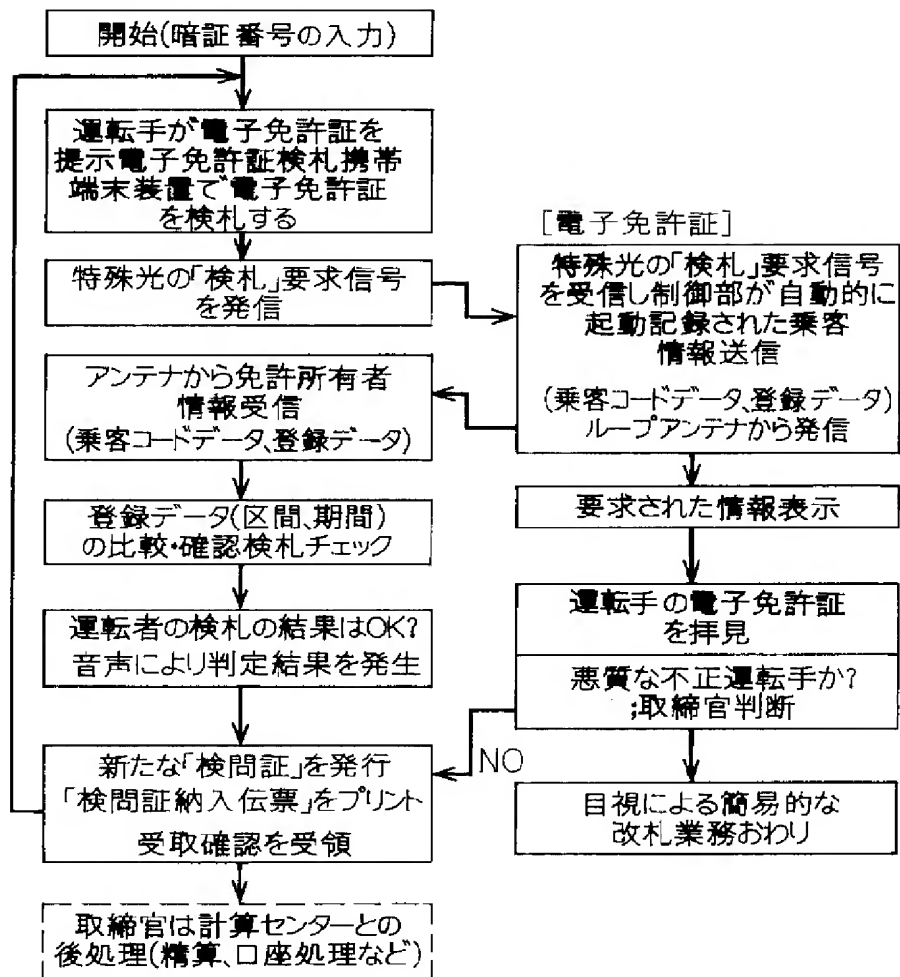 開始(暗証番号の入力)
運転手が電子免許証を
提示電子免許証検札携帯
端末装置で電子免許証
を検札する
特殊光の「検札」要求信号
を発信
アンテナから免許所有者
情報受信
(乗客コードデータ、登録データ)
登録データ(区間、期間)
の比較・確認検札チェック
運転者の検札の結果はOK?
音声により判定結果を発生
新たな「検問証」を発行
「検問証納入伝票」をプリント
受取確認を受領
取締官は計算センターとの
後処理(精算、口座処理など)
[電子免許証]
特殊光の「検札」要求信号
を受信し制御部が自動的に
起動記録された乗客
情報送信
(乗客コードデータ、登録データ)
ループアンテナから発信
要求された情報表示
運転手の電子免許証
を拝見
悪質な不正運転手か?
;取締官判断
NO
目視による簡易的な
改札業務おわり